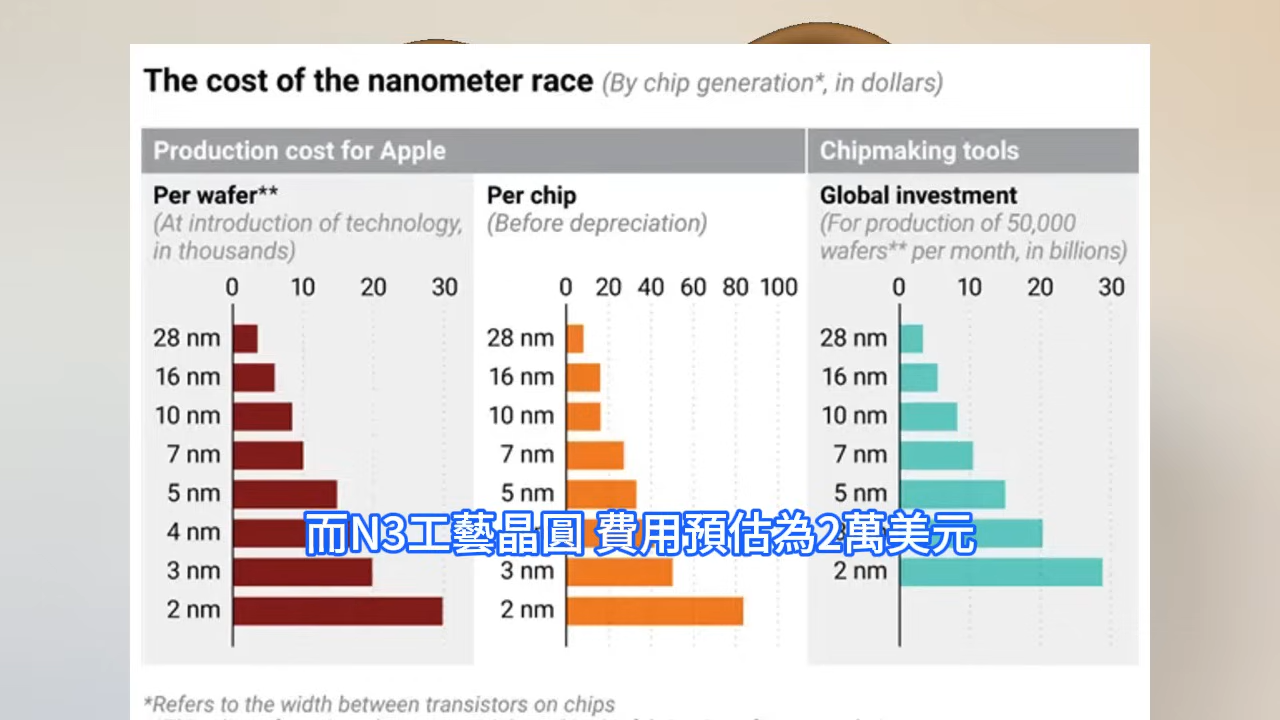 The cost of the nanometer race (By chip generation*, in dollars)
Production cost for Apple
Per wafer**
(At introduction of technology,
in thousands)
0 10 20 30
28 nm
16 nm
10 nm
7 nm
5 nm
4 nm
3 nm
2 nm
Per chip
(Before depreciation)
0 20 40 60 80 100
28 nm
16 nm
10 nm
7 nm
5 nm
3 nm
2 nm
Chipmaking tools
Global investment
(For production of 50,000
wafers** per month, in billions)
0 10 20 30
28 nm
16 nm
10 nm
7 nm
5 nm
2 nm
而N3工藝晶圓 費用預估為2萬美元
*Refers to the width between transistors on chips